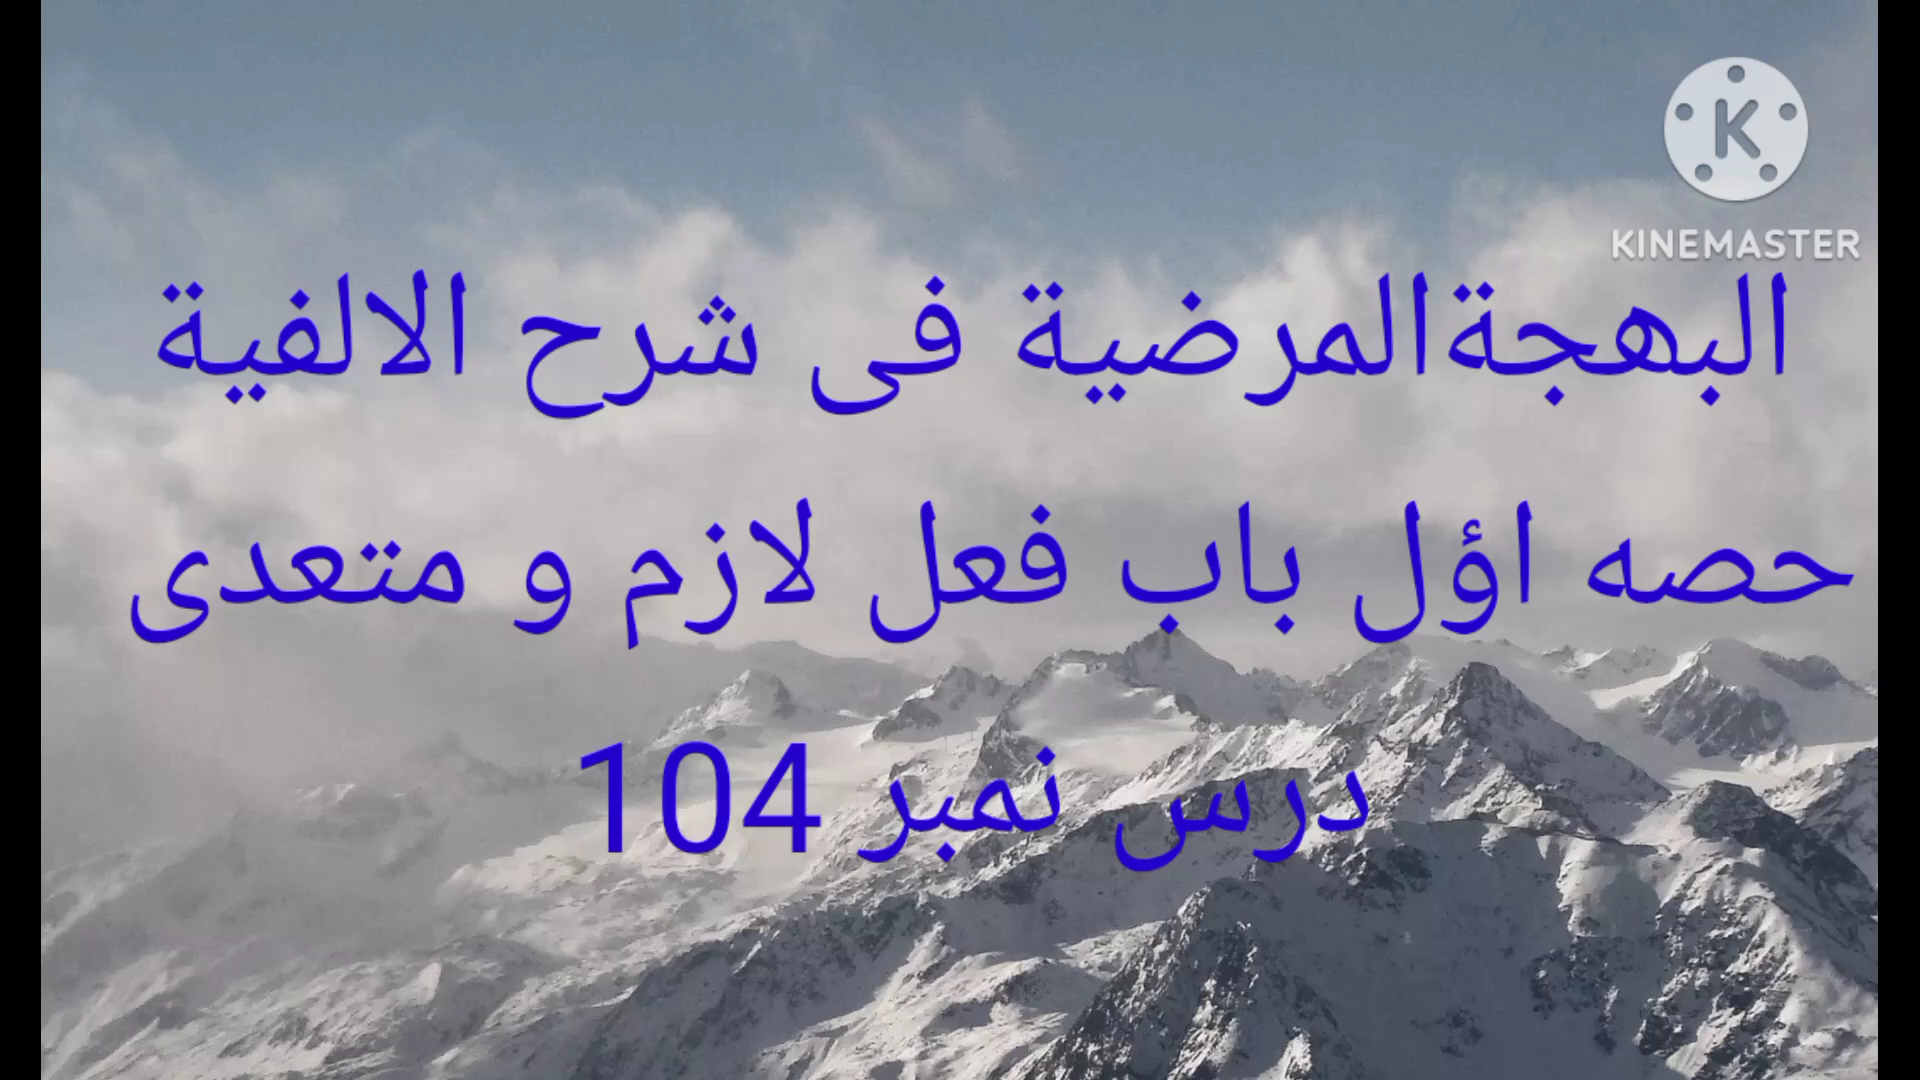 KINEMASTER
البهجةالمرضية فى شرح الالفية
حصه اؤل باب فعل لازم و متعدى
درس نمبر 104